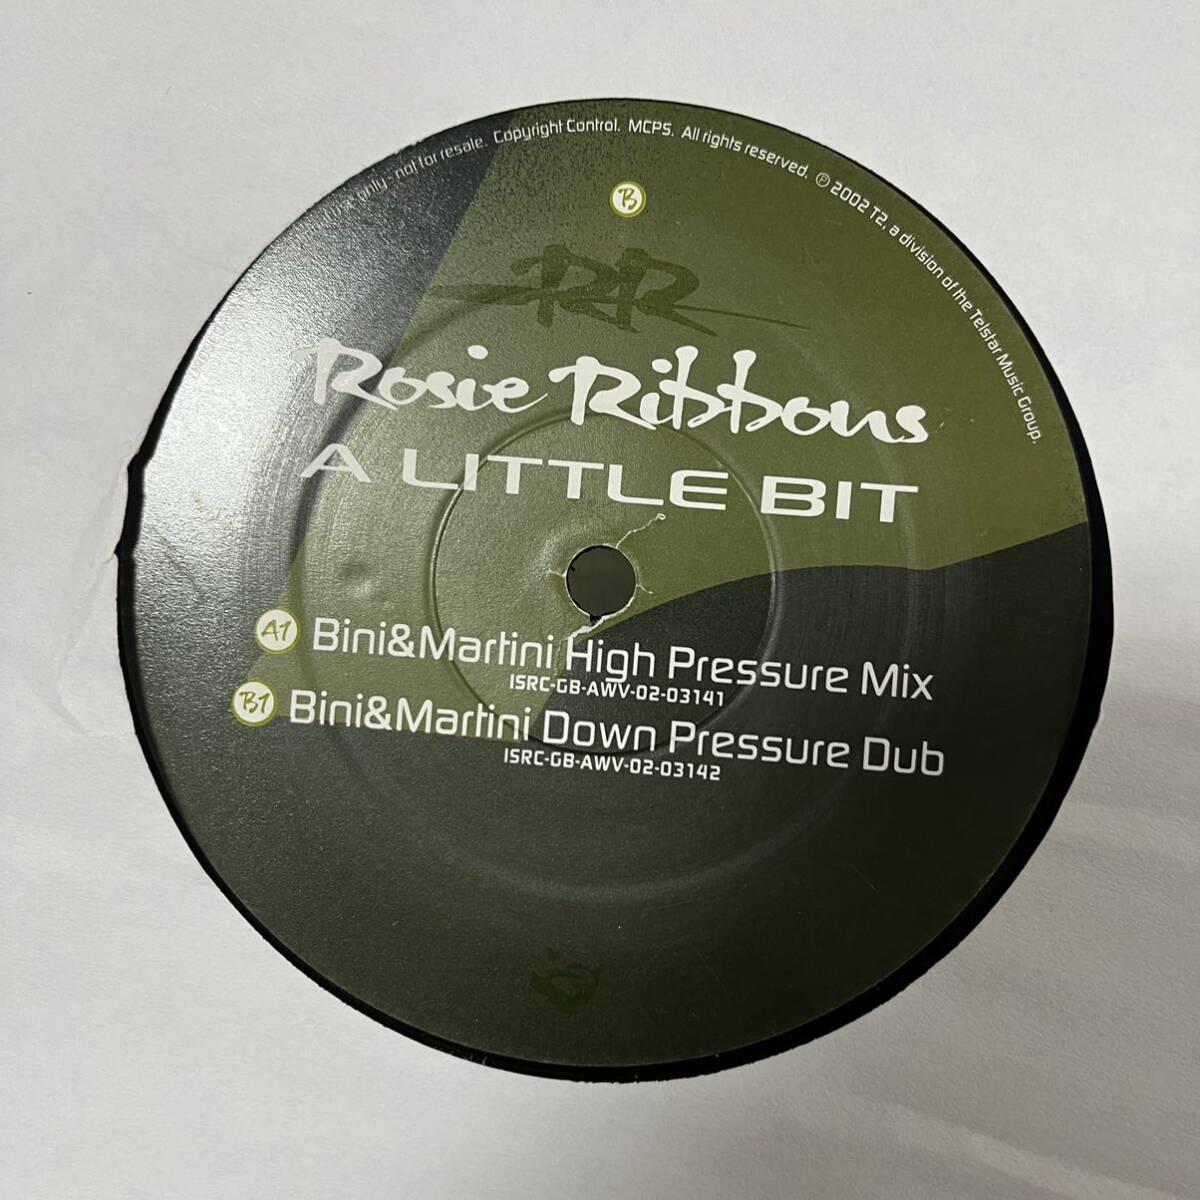 only - not for resale. Copyright Control. MCPS. All rights reserved. ℗ 2002 T2, a division of the Telstar Music Group.
B
RR
Rosie Ribbons
A LITTLE BIT
A1 Bini&Martini High Pressure Mix
ISRC-GB-AWV-02-03141
B1 Bini&Martini Down Pressure Dub
ISRC-GB-AWV-02-03142